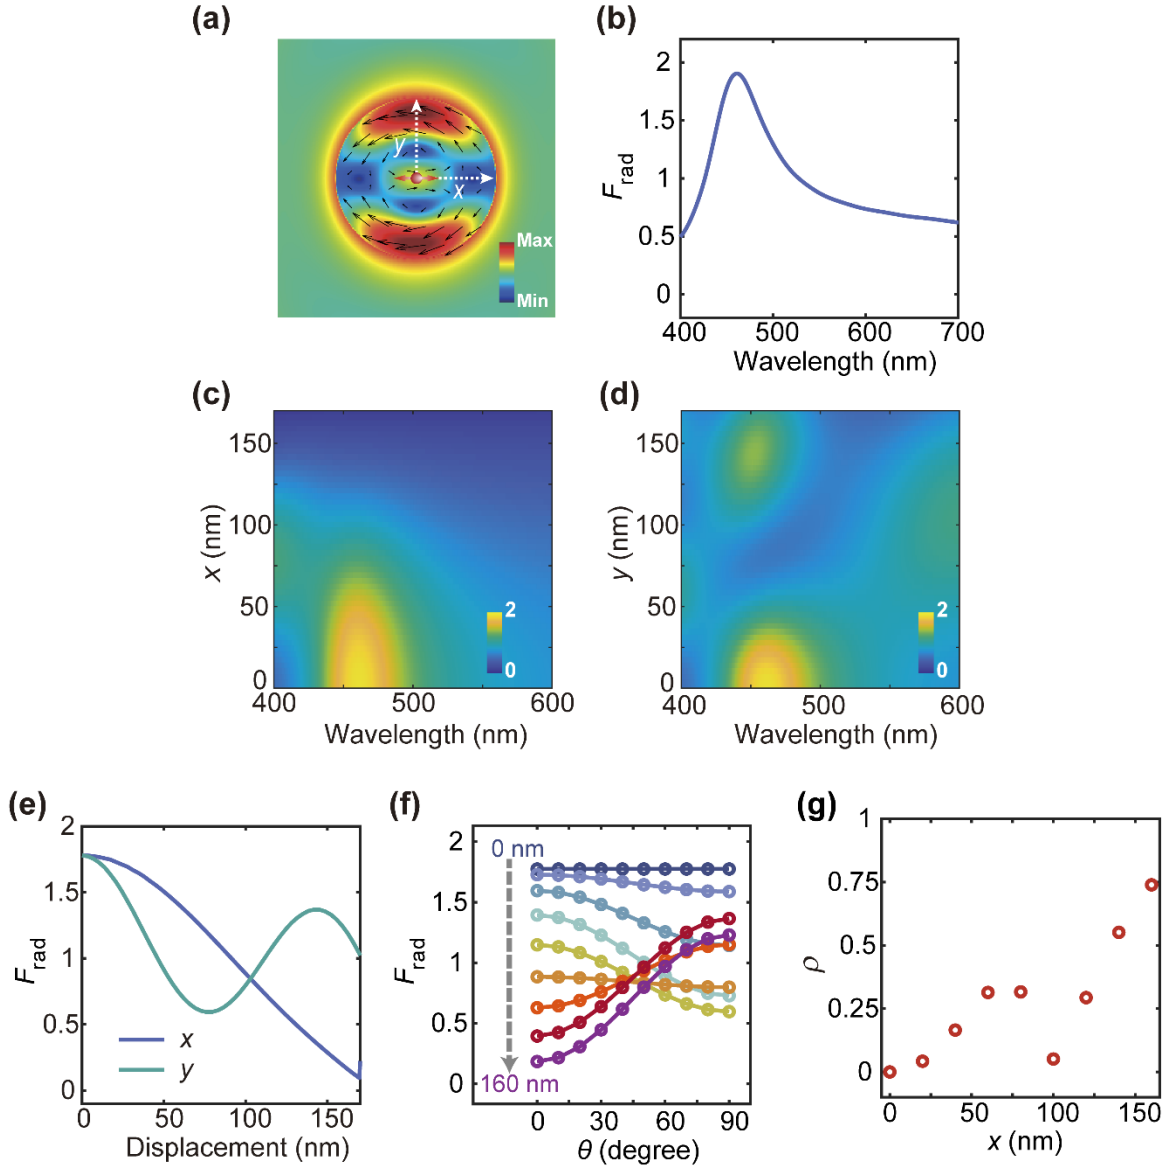 (a)
y
x
Max
Min
(b)
F_rad
2
1.5
1
0.5
0
400
500
600
700
Wavelength (nm)
(c)
x (nm)
150
100
50
0
2
0
400
500
600
Wavelength (nm)
(d)
y (nm)
150
100
50
0
2
0
400
500
600
Wavelength (nm)
(e)
F_rad
2
1.5
1
0.5
0
x
y
0
50
100
150
Displacement (nm)
(f)
F_rad
2
1.5
1
0.5
0
0 nm
160 nm
0
30
60
90
θ (degree)
(g)
ρ
1
0.75
0.5
0.25
0
0
50
100
150
x (nm)